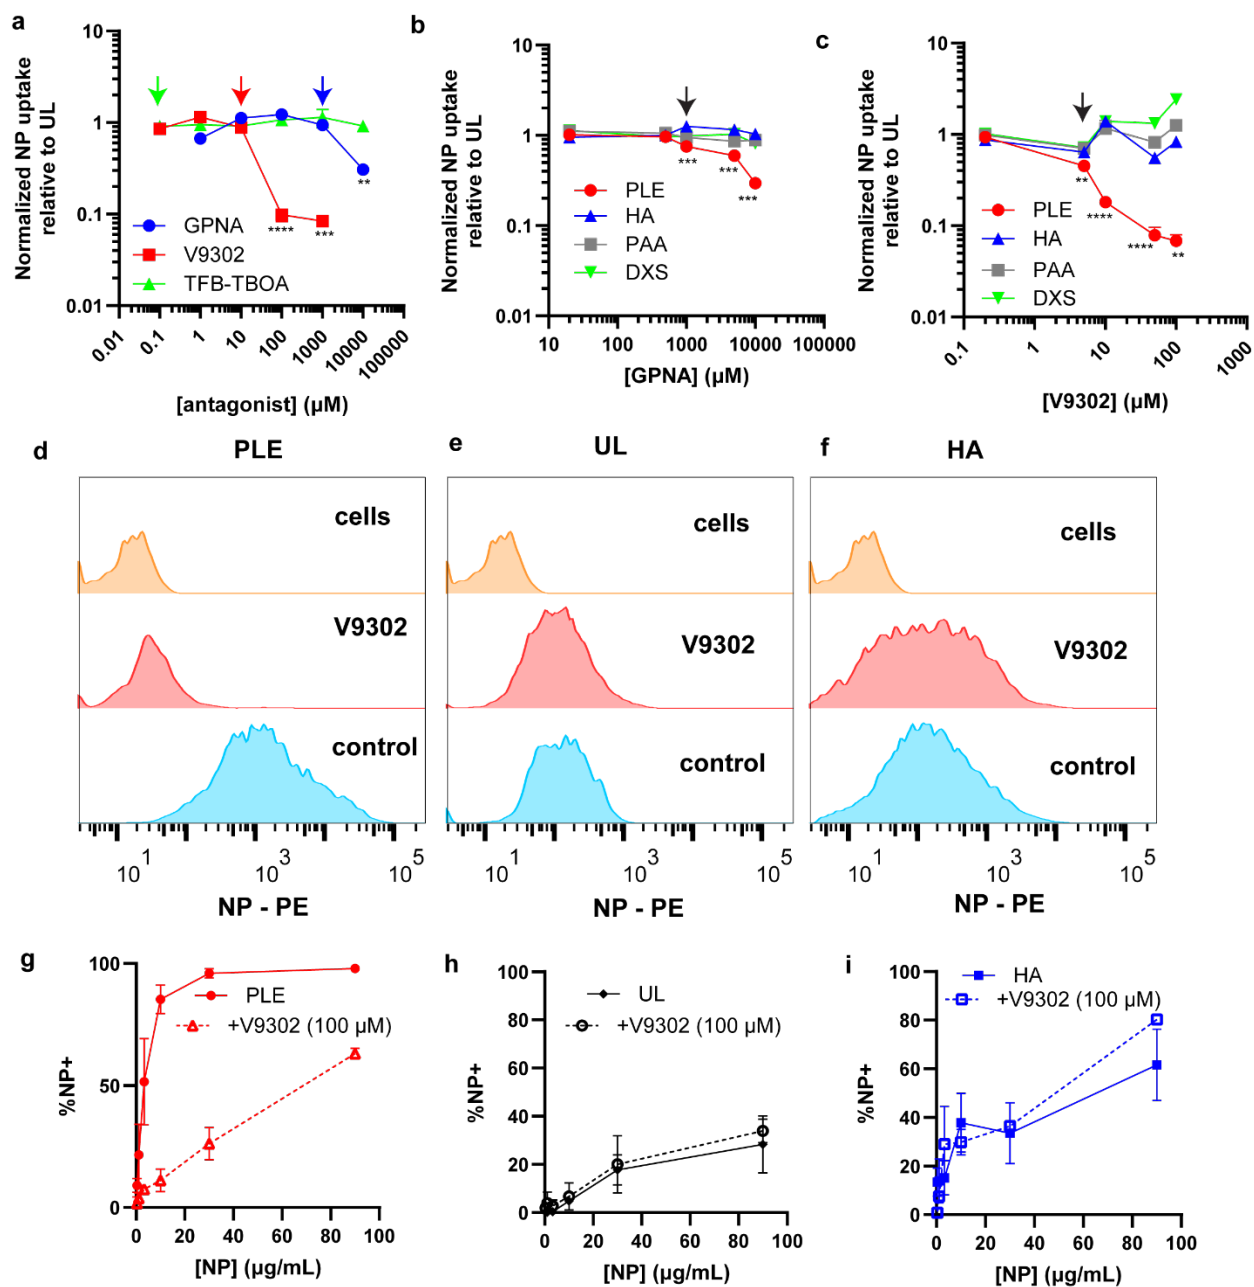 a
Normalized NP uptake
relative to UL
10
1
0.1
0.01
**
****
***
GPNA
V9302
TFB-TBOA
0.01
0.1
1
10
100
1000
10000
100000
[antagonist] (µM)
b
Normalized NP uptake
relative to UL
10
1
0.1
0.01
***
***
***
PLE
HA
PAA
DXS
10
100
1000
10000
100000
[GPNA] (µM)
c
Normalized NP uptake
relative to UL
10
1
0.1
0.01
**
****
****
**
PLE
HA
PAA
DXS
0.1
1
10
100
1000
[V9302] (µM)
d
PLE
cells
V9302
control
10^1
10^3
10^5
NP - PE
e
UL
cells
V9302
control
10^1
10^3
10^5
NP - PE
f
HA
cells
V9302
control
10^1
10^3
10^5
NP - PE
g
%NP+
100
50
0
PLE
+V9302 (100 µM)
0 20 40 60 80 100
[NP] (µg/mL)
h
%NP+
100
80
60
40
20
0
UL
+V9302 (100 µM)
0 20 40 60 80 100
[NP] (µg/mL)
i
%NP+
100
80
60
40
20
0
HA
+V9302 (100 µM)
0 20 40 60 80 100
[NP] (µg/mL)